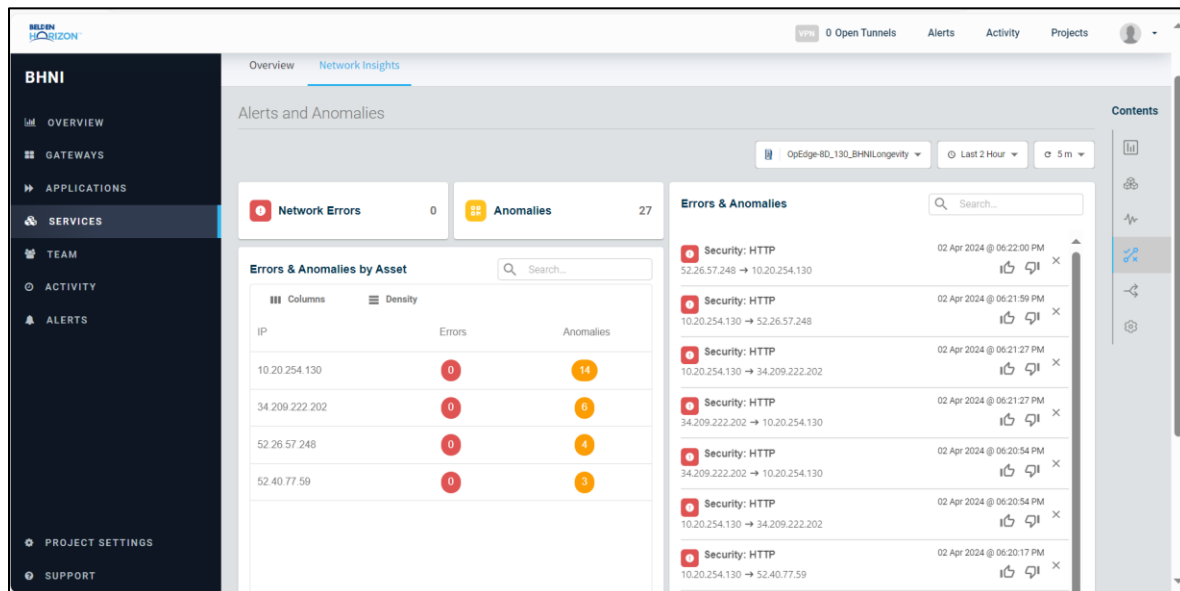 BELDEN
HORIZON
VPN 0 Open Tunnels Alerts Activity Projects
BHNI
OVERVIEW
GATEWAYS
APPLICATIONS
SERVICES
TEAM
ACTIVITY
ALERTS
PROJECT SETTINGS
SUPPORT
Overview Network Insights
Alerts and Anomalies
OpEdge-8D_130_BHNILongevity Last 2 Hour 5 m
Network Errors 0
Anomalies 27
Errors & Anomalies by Asset Search...
Columns Density
IP Errors Anomalies
10.20.254.130 0 14
34.209.222.202 0 6
52.26.57.248 0 4
52.40.77.59 0 3
Errors & Anomalies Search...
Security: HTTP 02 Apr 2024 @ 06:22:00 PM
52.26.57.248 → 10.20.254.130
Security: HTTP 02 Apr 2024 @ 06:21:59 PM
10.20.254.130 → 52.26.57.248
Security: HTTP 02 Apr 2024 @ 06:21:27 PM
10.20.254.130 → 34.209.222.202
Security: HTTP 02 Apr 2024 @ 06:21:27 PM
34.209.222.202 → 10.20.254.130
Security: HTTP 02 Apr 2024 @ 06:20:54 PM
34.209.222.202 → 10.20.254.130
Security: HTTP 02 Apr 2024 @ 06:20:54 PM
10.20.254.130 → 34.209.222.202
Security: HTTP 02 Apr 2024 @ 06:20:17 PM
10.20.254.130 → 52.40.77.59
Contents